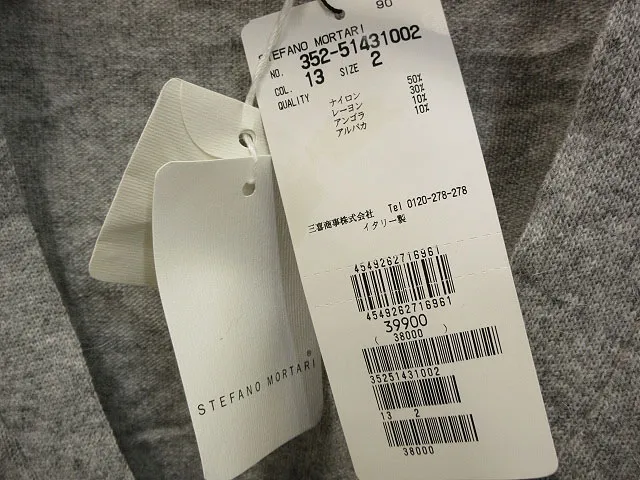 90
STEFANO MORTARI
NO. 352-51431002
COL. 13 SIZE 2
QUALITY
ナイロン 50%
レーヨン 30%
アンゴラ 10%
アルパカ 10%
三喜商事株式会社 Tel 0120-278-278
イタリー製
4549262716961
4549262716961
39900
( 38000 )
35251431002
13 2
38000
STEFANO MORTARI®